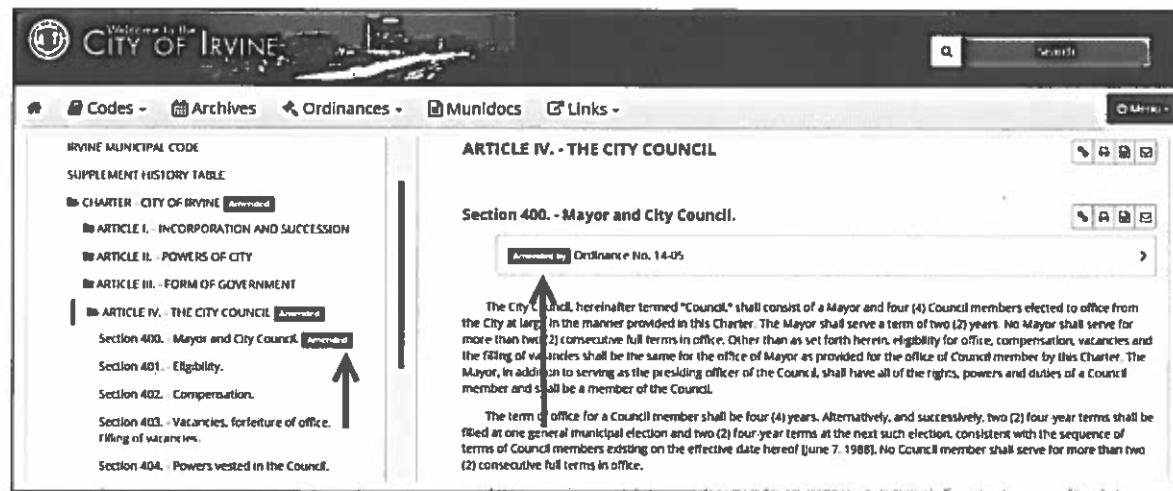 Welcome to the
CITY OF IRVINE
Search
Codes
Archives
Ordinances
Munidocs
Links
Menu
IRVINE MUNICIPAL CODE
SUPPLEMENT HISTORY TABLE
CHARTER - CITY OF IRVINE Amended
ARTICLE I. - INCORPORATION AND SUCCESSION
ARTICLE II. - POWERS OF CITY
ARTICLE III. - FORM OF GOVERNMENT
ARTICLE IV. - THE CITY COUNCIL Amended
Section 400. - Mayor and City Council. Amended
Section 401. - Eligibility.
Section 402. - Compensation.
Section 403. - Vacancies, forfeiture of office.
Filling of vacancies.
Section 404. - Powers vested in the Council.
ARTICLE IV. - THE CITY COUNCIL
Section 400. - Mayor and City Council.
Amended by Ordinance No. 14-05
The City Council, hereinafter termed "Council," shall consist of a Mayor and four (4) Council members elected to office from
the City at large in the manner provided in this Charter. The Mayor shall serve a term of two (2) years. No Mayor shall serve for
more than two (2) consecutive full terms in office. Other than as set forth herein, eligibility for office, compensation, vacancies and
the filling of vacancies shall be the same for the office of Mayor as provided for the office of Council member by this Charter. The
Mayor, in addition to serving as the presiding officer of the Council, shall have all of the rights, powers and duties of a Council
member and shall be a member of the Council.
The term of office for a Council member shall be four (4) years. Alternatively, and successively, two (2) four-year terms shall be
filled at one general municipal election and two (2) four-year terms at the next such election, consistent with the sequence of
terms of Council members existing on the effective date hereof [June 7, 1988]. No Council member shall serve for more than two
(2) consecutive full terms in office.